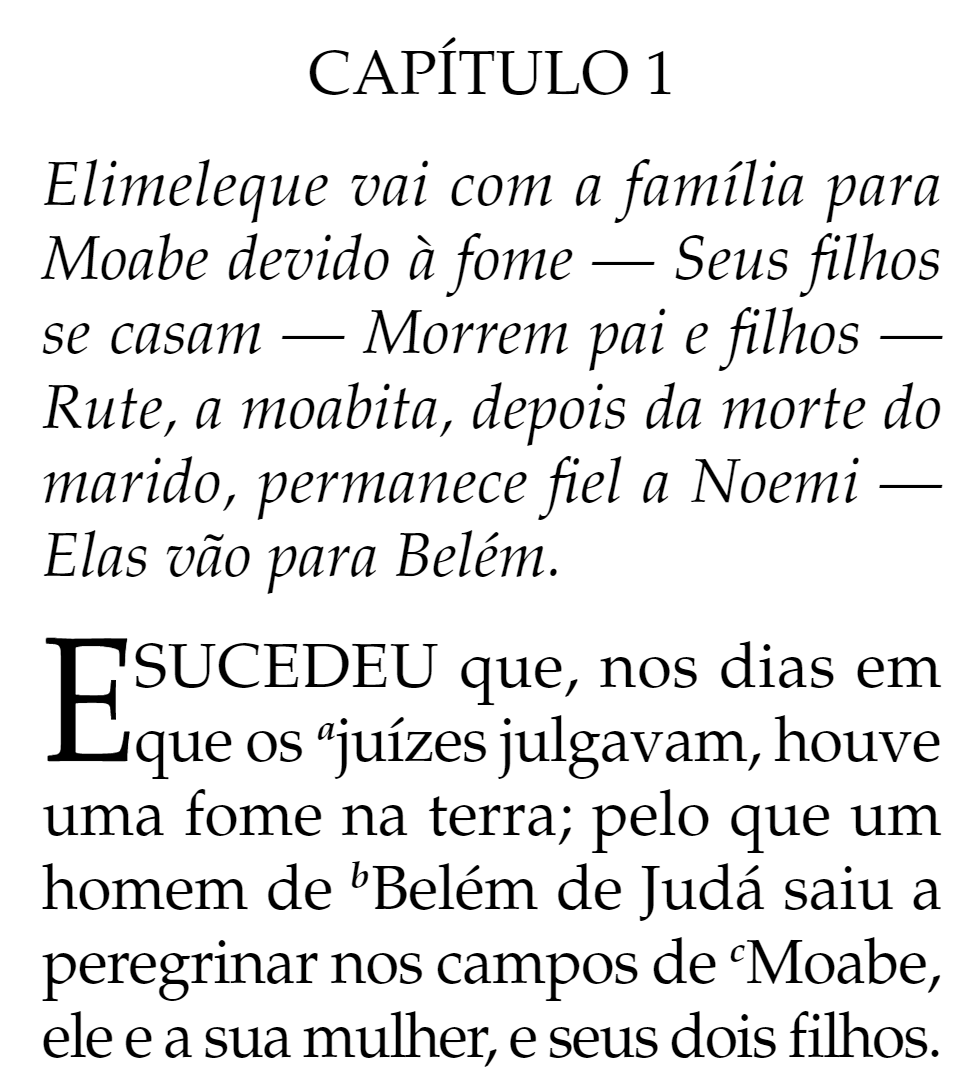 CAPÍTULO 1
Elimeleque vai com a família para
Moabe devido à fome — Seus filhos
se casam — Morrem pai e filhos —
Rute, a moabita, depois da morte do
marido, permanece fiel a Noemi —
Elas vão para Belém.
E SUCEDEU que, nos dias em
que os ᵃjuízes julgavam, houve
uma fome na terra; pelo que um
homem de ᵇBelém de Judá saiu a
peregrinar nos campos de ᶜMoabe,
ele e a sua mulher, e seus dois filhos.